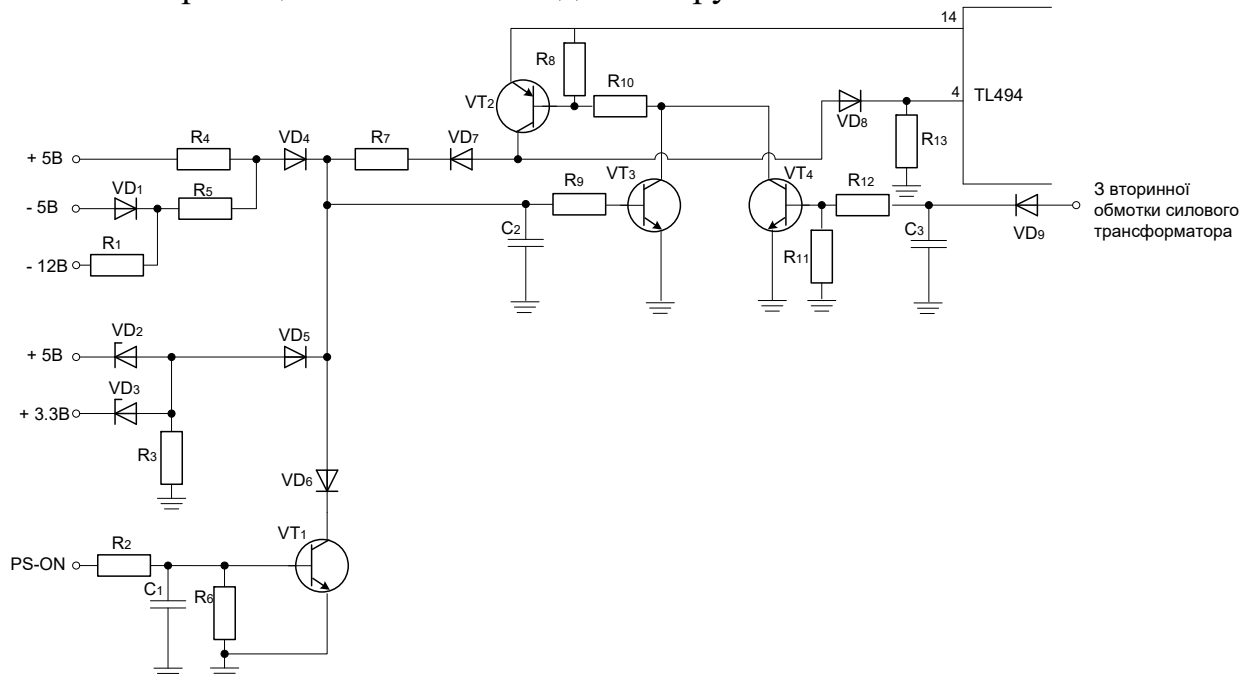 14
R8
R10
VT2
4
TL494
VD8
R13
+ 5В
R4
VD4
R7
VD7
VT3
VT4
R12
- 5В
VD1
R5
R9
C2
R11
C3
VD9
З вторинної
обмотки силового
трансформатора
R1
- 12В
+ 5В
VD2
VD5
VD3
+ 3.3В
R3
VD6
VT1
PS-ON
R2
C1
R6